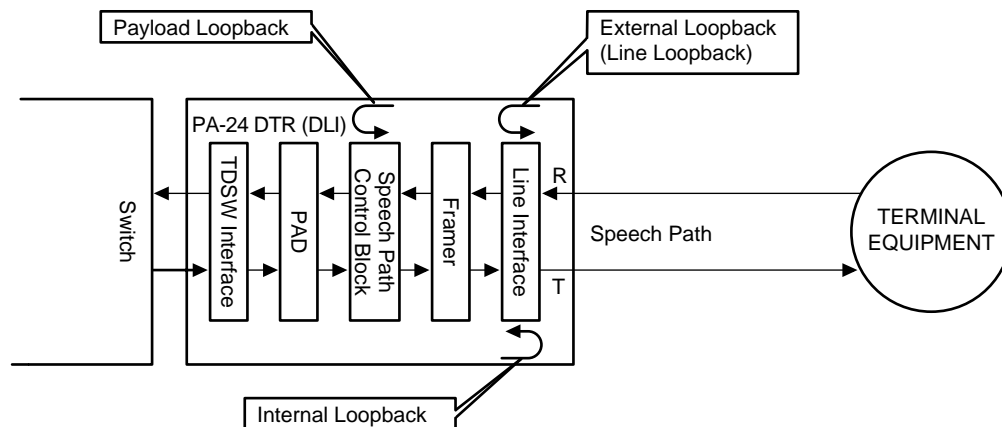 Payload Loopback
External Loopback
(Line Loopback)
PA-24 DTR (DLI)
Switch
TDSW Interface
PAD
Speech Path
Control Block
Framer
Line Interface
R
Speech Path
T
TERMINAL
EQUIPMENT
Internal Loopback